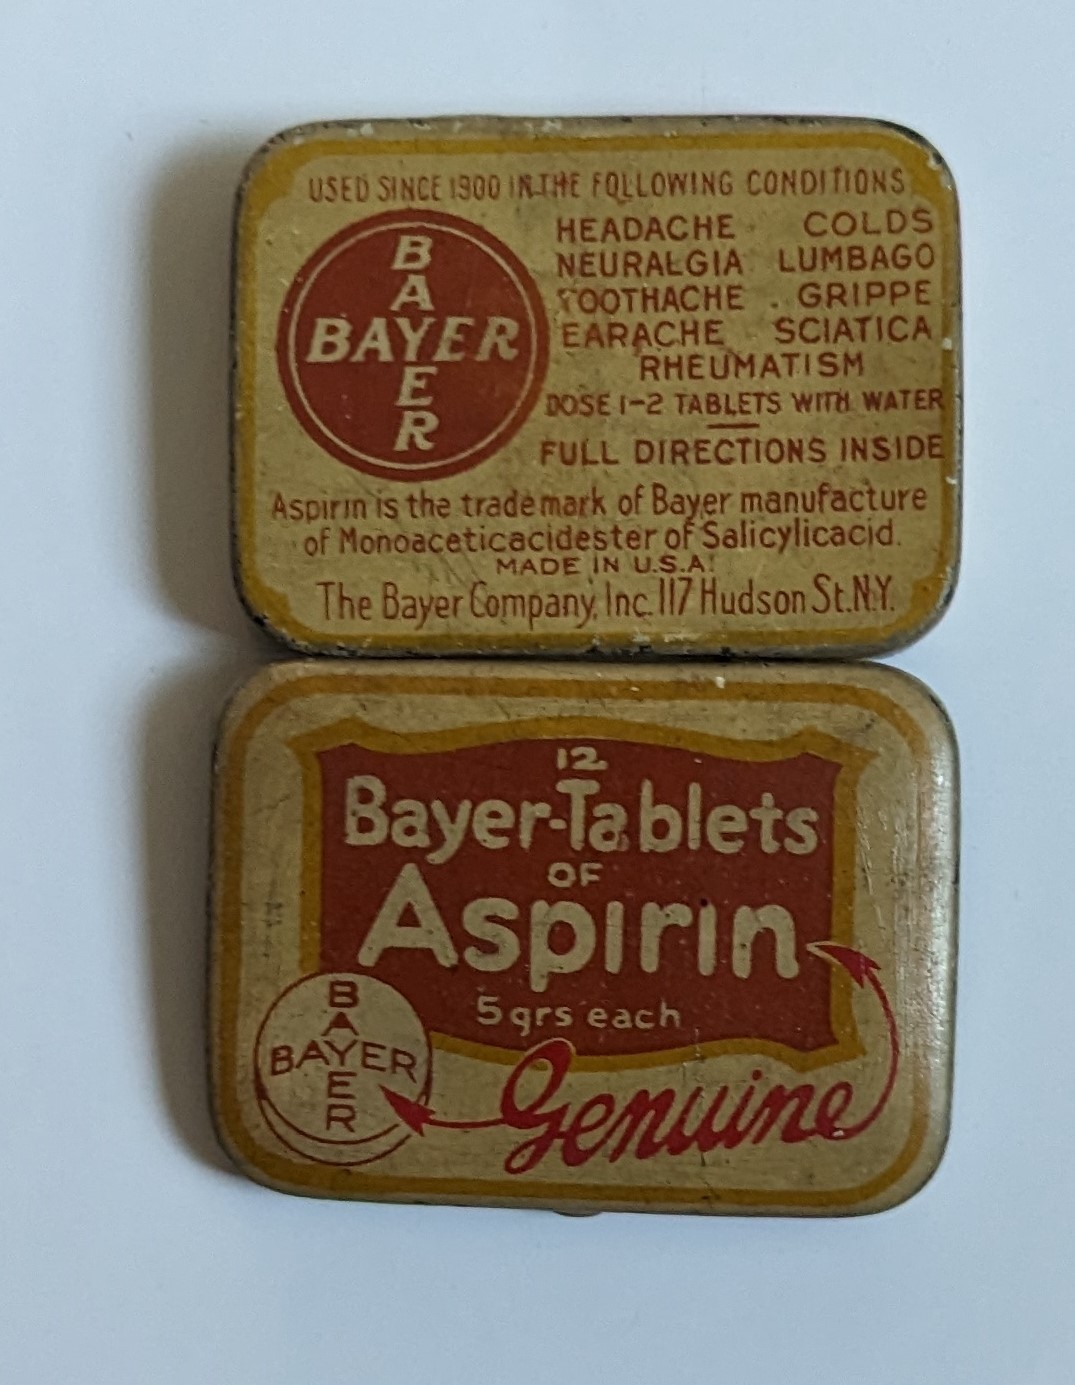 USED SINCE 1900 IN THE FOLLOWING CONDITIONS
BAYER
BAYER
HEADACHE COLDS
NEURALGIA LUMBAGO
TOOTHACHE GRIPPE
EARACHE SCIATICA
RHEUMATISM
DOSE 1-2 TABLETS WITH WATER
FULL DIRECTIONS INSIDE
Aspirin is the trade mark of Bayer manufacture
of Monoaceticacidester of Salicylicacid.
MADE IN U.S.A.
The Bayer Company, Inc. 117 Hudson St. N.Y.
12
Bayer-Tablets
OF
Aspirin
5 grs each
BAYER
BAYER
Genuine